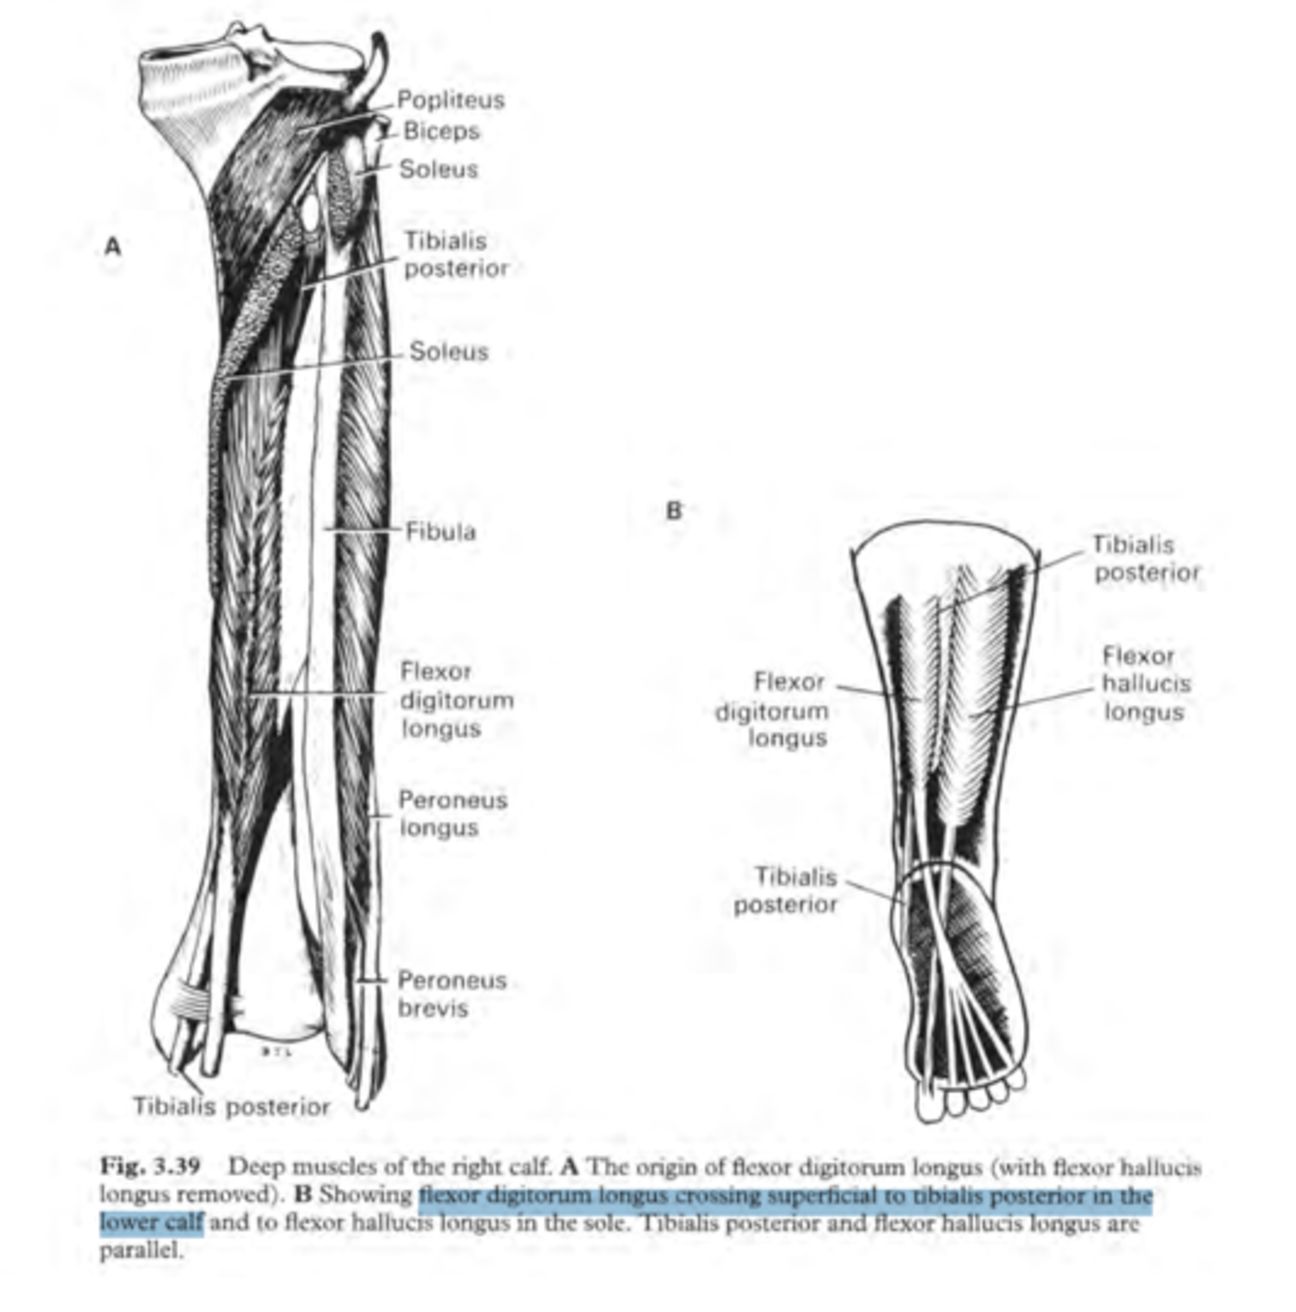 Popliteus
Biceps
Soleus
A
Tibialis
posterior
Soleus
Fibula
Flexor
digitorum
longus
Peroneus
longus
Peroneus
brevis
Tibialis posterior
B
Tibialis
posterior
Flexor
hallucis
longus
Flexor
digitorum
longus
Tibialis
posterior
Fig. 3.39 Deep muscles of the right calf. A The origin of flexor digitorum longus (with flexor hallucis
longus removed). B Showing flexor digitorum longus crossing superficial to tibialis posterior in the
lower calf and to flexor hallucis longus in the sole. Tibialis posterior and flexor hallucis longus are
parallel.